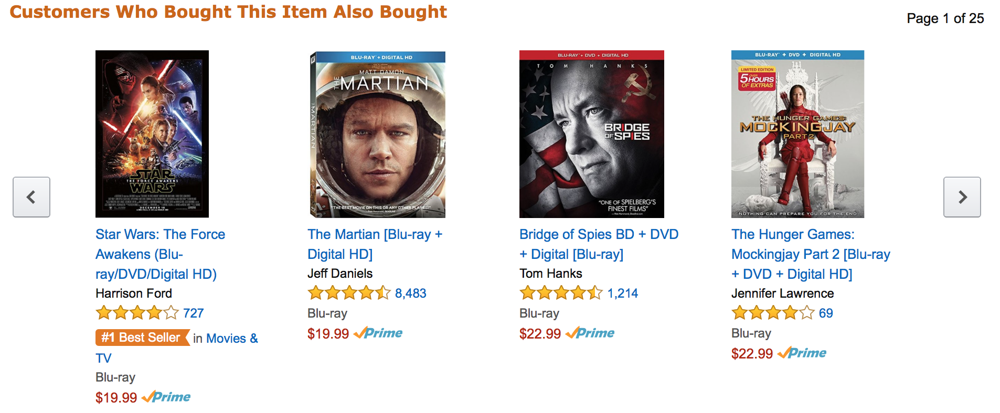 Customers Who Bought This Item Also Bought
Page 1 of 25
STAR
THE FORCE AWAKENS
WARS
DECEMBER 18
Star Wars: The Force
Awakens (Blu-
ray/DVD/Digital HD)
Harrison Ford
727
#1 Best Seller in Movies &
TV
Blu-ray
$19.99 Prime
BLU-RAY + DIGITAL HD
MATT DAMON
THE MARTIAN
MARTIAN
"THE BEST MOVIE ON THIS OR ANY OTHER PLANET!"
The Martian [Blu-ray +
Digital HD]
Jeff Daniels
8,483
Blu-ray
$19.99 Prime
BLU-RAY + DVD + DIGITAL HD
TOM HANKS
BRIDGE
OF SPIES
"ONE OF SPIELBERG'S
FINEST FILMS"
Bridge of Spies BD + DVD
+ Digital [Blu-ray]
Tom Hanks
1,214
Blu-ray
$22.99 Prime
BLU-RAY + DVD + DIGITAL HD
LIMITED EDITION
OVER
5 HOURS
OF EXTRAS
THE HUNGER GAMES:
MOCKINGJAY
PART 2
NOTHING CAN PREPARE YOU FOR THE END
The Hunger Games:
Mockingjay Part 2 [Blu-ray
+ DVD + Digital HD]
Jennifer Lawrence
69
Blu-ray
$22.99 Prime